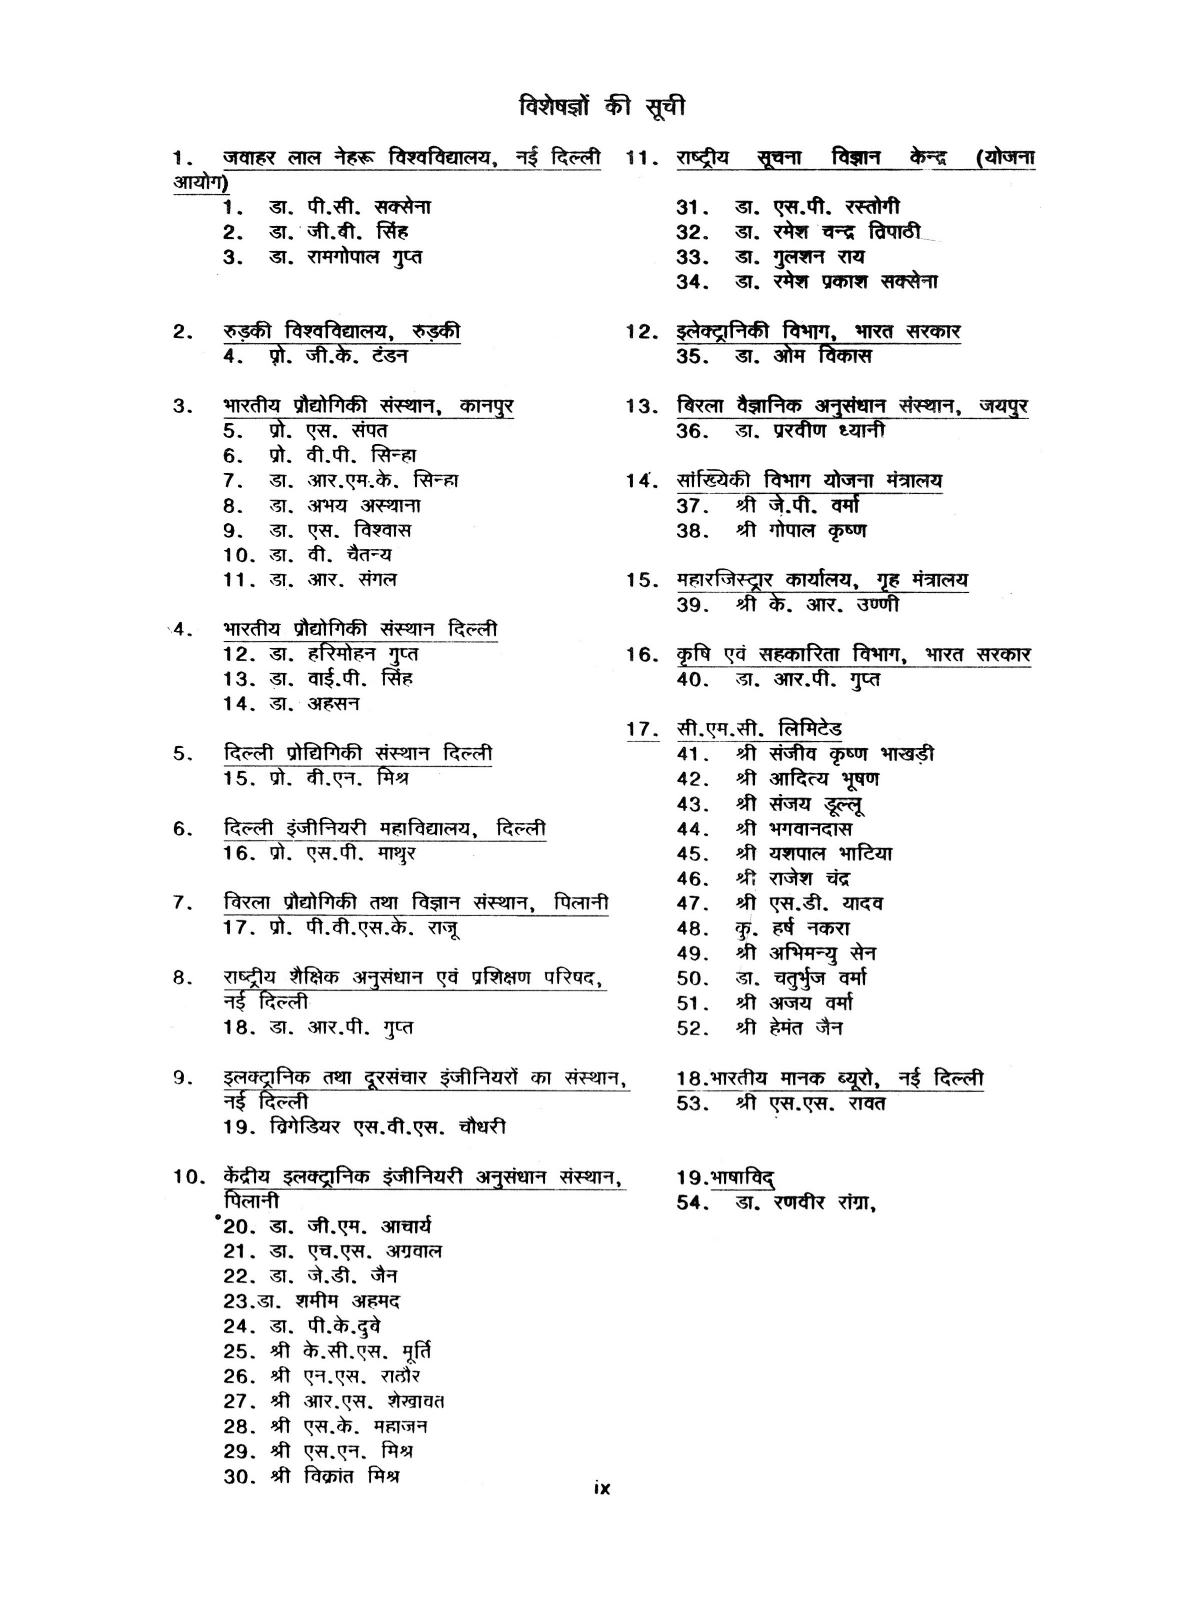 विशेषज्ञों की सूची
1. जवाहर लाल नेहरू विश्वविद्यालय, नई दिल्ली
1. डा. पी.सी. सक्सेना
2. डा. जी.वी. सिंह
3. डा. रामगोपाल गुप्त
2. रुड़की विश्वविद्यालय, रुड़की
4. प्रो. जी.के. टंडन
3. भारतीय प्रौद्योगिकी संस्थान, कानपुर
5. प्रो. एस. संपत
6. प्रो. वी.पी. सिन्हा
7. डा. आर.एम.के. सिन्हा
8. डा. अभय अस्थाना
9. डा. एस. विश्वास
10. डा. वी. चैतन्य
11. डा. आर. संगल
4. भारतीय प्रौद्योगिकी संस्थान दिल्ली
12. डा. हरिमोहन गुप्त
13. डा. वाई.पी. सिंह
14. डा. अहसन
5. दिल्ली प्रोद्यिगिकी संस्थान दिल्ली
15. प्रो. वी.एन. मिश्र
6. दिल्ली इंजीनियरी महाविद्यालय, दिल्ली
16. प्रो. एस.पी. माथुर
7. विरला प्रौद्योगिकी तथा विज्ञान संस्थान, पिलानी
17. प्रो. पी.वी.एस.के. राजू
8. राष्ट्रीय शैक्षिक अनुसंधान एवं प्रशिक्षण परिषद,
नई दिल्ली
18. डा. आर.पी. गुप्त
9. इलक्ट्रानिक तथा दूरसंचार इंजीनियरों का संस्थान,
नई दिल्ली
19. व्रिगेडियर एस.वी.एस. चौधरी
10. केंद्रीय इलक्ट्रानिक इंजीनियरी अनुसंधान संस्थान,
पिलानी
20. डा. जी.एम. आचार्य
21. डा. एच.एस. अग्रवाल
22. डा. जे.डी. जैन
23.डा. शमीम अहमद
24. डा. पी.के.दुवे
25. श्री के.सी.एस. मूर्ति
26. श्री एन.एस. राठौर
27. श्री आर.एस. शेखावत
28. श्री एस.के. महाजन
29. श्री एस.एन. मिश्र
30. श्री विक्रांत मिश्र
11. राष्ट्रीय सूचना विज्ञान केन्द्र (योजना
आयोग)
31. डा. एस.पी. रस्तोगी
32. डा. रमेश चन्द्र त्रिपाठी
33. डा. गुलशन राय
34. डा. रमेश प्रकाश सक्सेना
12. इलेक्ट्रानिकी विभाग, भारत सरकार
35. डा. ओम विकास
13. बिरला वैज्ञानिक अनुसंधान संस्थान, जयपुर
36. डा. प्ररवीण ध्यानी
14. सांख्यिकी विभाग योजना मंत्रालय
37. श्री जे.पी. वर्मा
38. श्री गोपाल कृष्ण
15. महारजिस्ट्रार कार्यालय, गृह मंत्रालय
39. श्री के. आर. उण्णी
16. कृषि एवं सहकारिता विभाग, भारत सरकार
40. डा. आर.पी. गुप्त
17. सी.एम.सी. लिमिटेड
41. श्री संजीव कृष्ण भाखड़ी
42. श्री आदित्य भूषण
43. श्री संजय डूल्लू
44. श्री भगवानदास
45. श्री यशपाल भाटिया
46. श्री राजेश चंद्र
47. श्री एस.डी. यादव
48. कु. हर्ष नकरा
49. श्री अभिमन्यु सेन
50. डा. चतुर्भुज वर्मा
51. श्री अजय वर्मा
52. श्री हेमंत जैन
18.भारतीय मानक ब्यूरो, नई दिल्ली
53. श्री एस.एस. रावत
19.भाषाविद्
54. डा. रणवीर रांग्रा,
ix